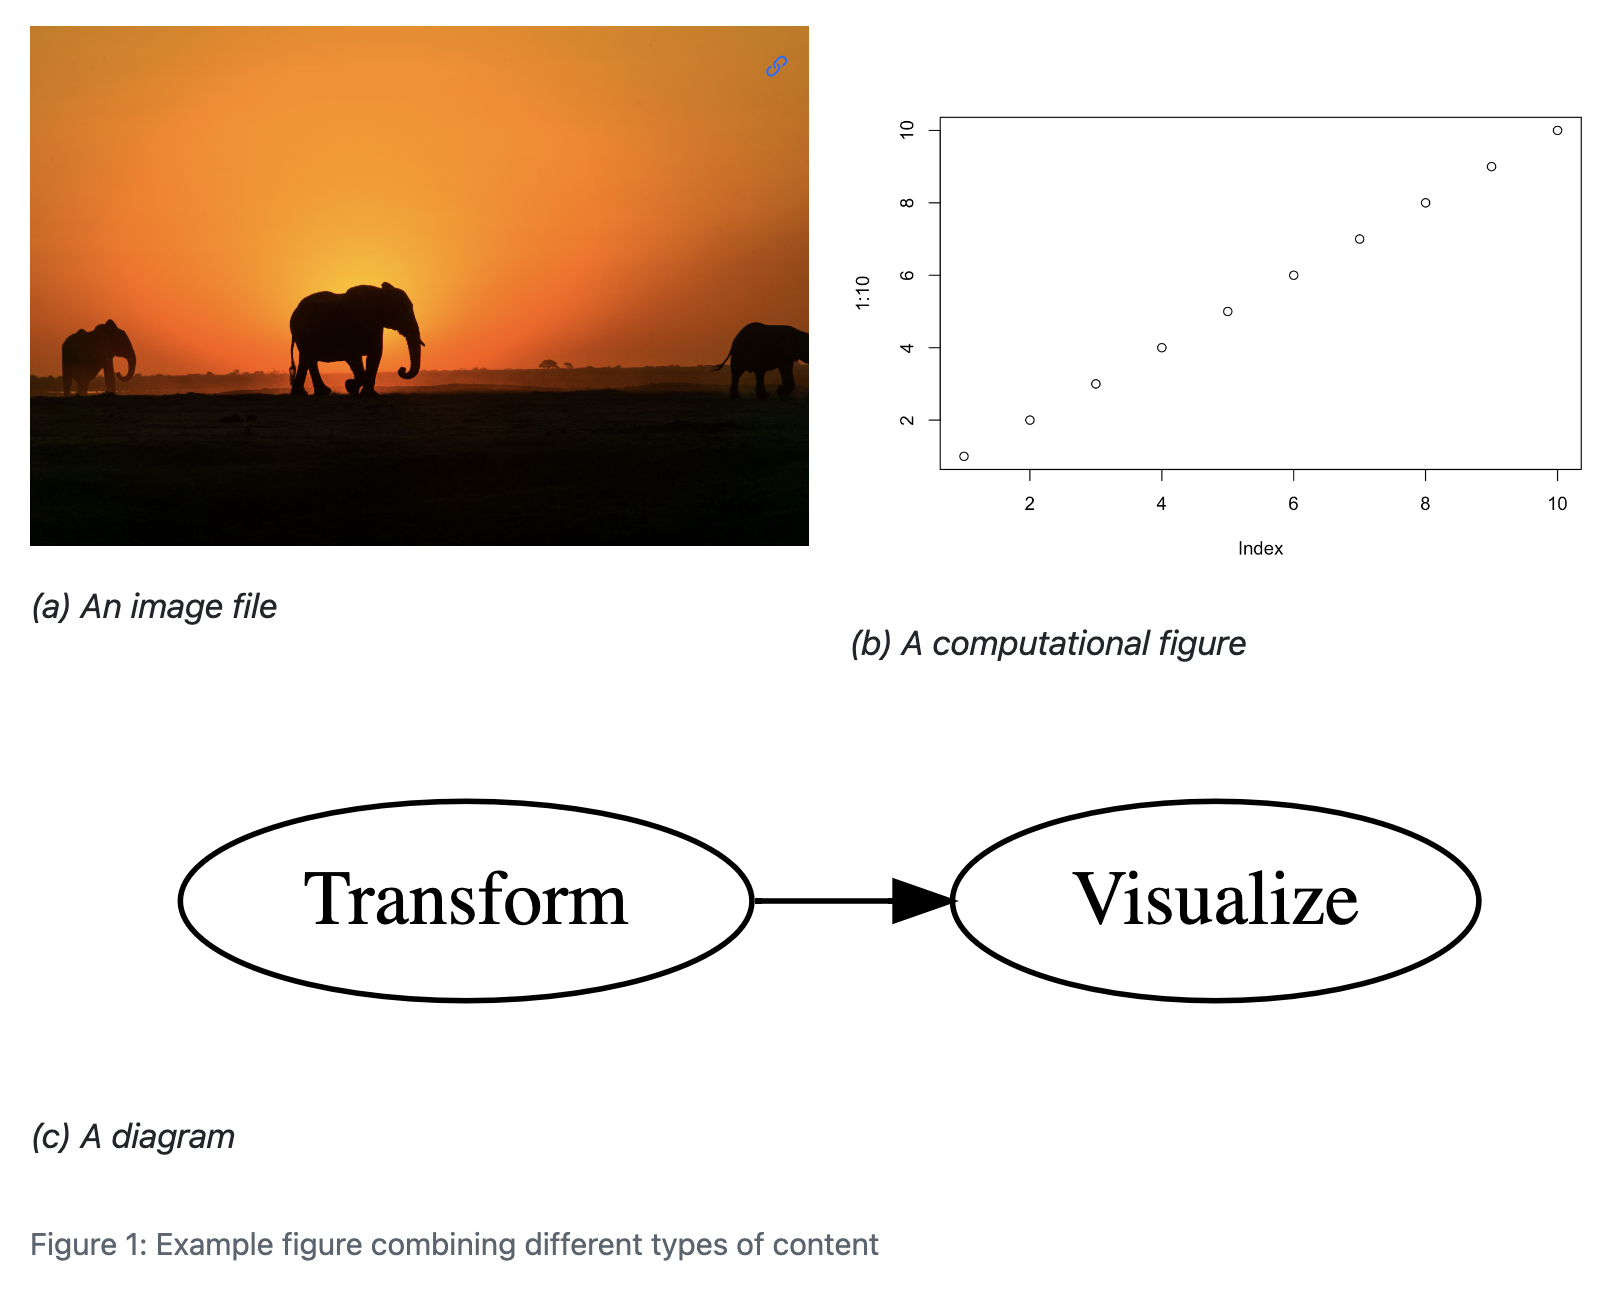 10
8
6
4
2
1:10
2 4 6 8 10
Index
(a) An image file
(b) A computational figure
Transform
Visualize
(c) A diagram
Figure 1: Example figure combining different types of content